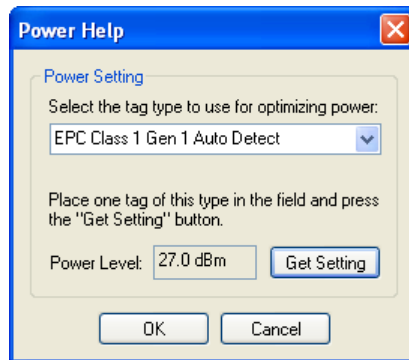 Power Help
Power Setting
Select the tag type to use for optimizing power:
EPC Class 1 Gen 1 Auto Detect
Place one tag of this type in the field and press
the "Get Setting" button.
Power Level: 27.0 dBm Get Setting
OK Cancel